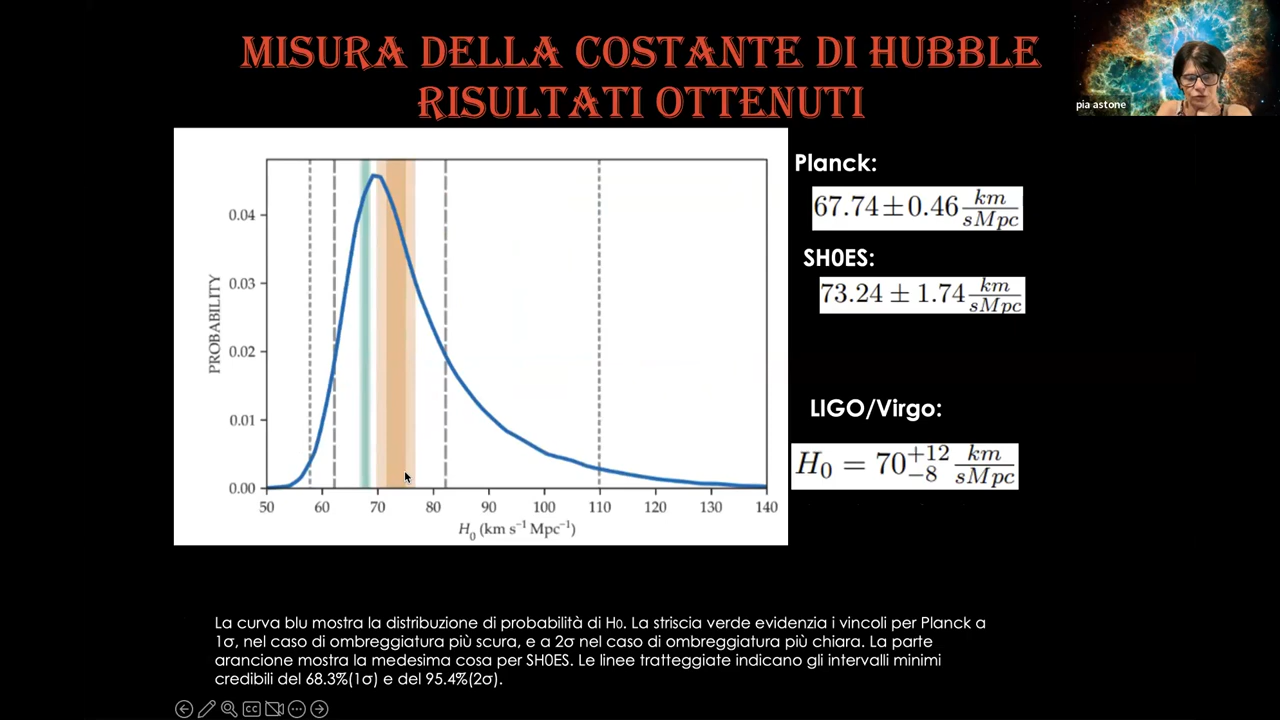 MISURA DELLA COSTANTE DI HUBBLE
RISULTATI OTTENUTI
pia astone
Planck:
67.74±0.46 km/sMpc
SH0ES:
73.24 ± 1.74 km/sMpc
LIGO/Virgo:
H₀ = 70⁺¹²₋₈ km/sMpc
PROBABILITY
0.04
0.03
0.02
0.01
0.00
50 60 70 80 90 100 110 120 130 140
H₀ (km s⁻¹ Mpc⁻¹)
La curva blu mostra la distribuzione di probabilità di H₀. La striscia verde evidenzia i vincoli per Planck a
1σ, nel caso di ombreggiatura più scura, e a 2σ nel caso di ombreggiatura più chiara. La parte
arancione mostra la medesima cosa per SH0ES. Le linee tratteggiate indicano gli intervalli minimi
credibili del 68.3%(1σ) e del 95.4%(2σ).
CC